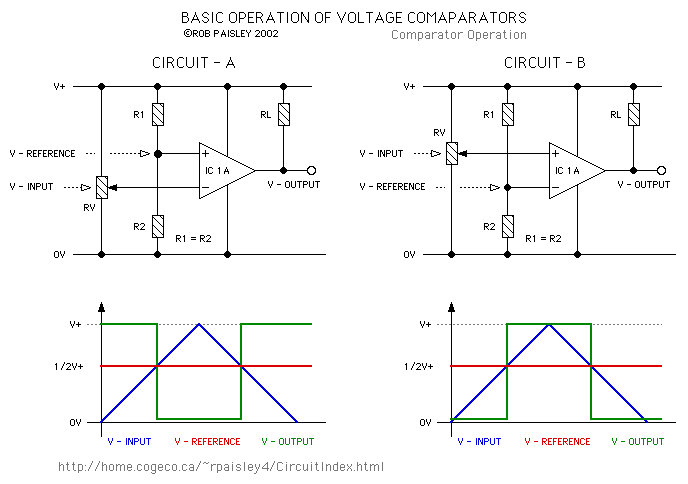 BASIC OPERATION OF VOLTAGE COMAPARATORS
©ROB PAISLEY 2002
Comparator Operation
CIRCUIT - A
V+
R1
RL
V - REFERENCE
+
IC 1A
V - INPUT
-
V - OUTPUT
RV
R2
R1 = R2
0V
CIRCUIT - B
V+
R1
RL
RV
V - INPUT
+
IC 1A
V - REFERENCE
-
V - OUTPUT
R2
R1 = R2
0V
V+
1/2V+
0V
V - INPUT V - REFERENCE V - OUTPUT
V+
1/2V+
0V
V - INPUT V - REFERENCE V - OUTPUT
http://home.cogeco.ca/~rpaisley4/CircuitIndex.html